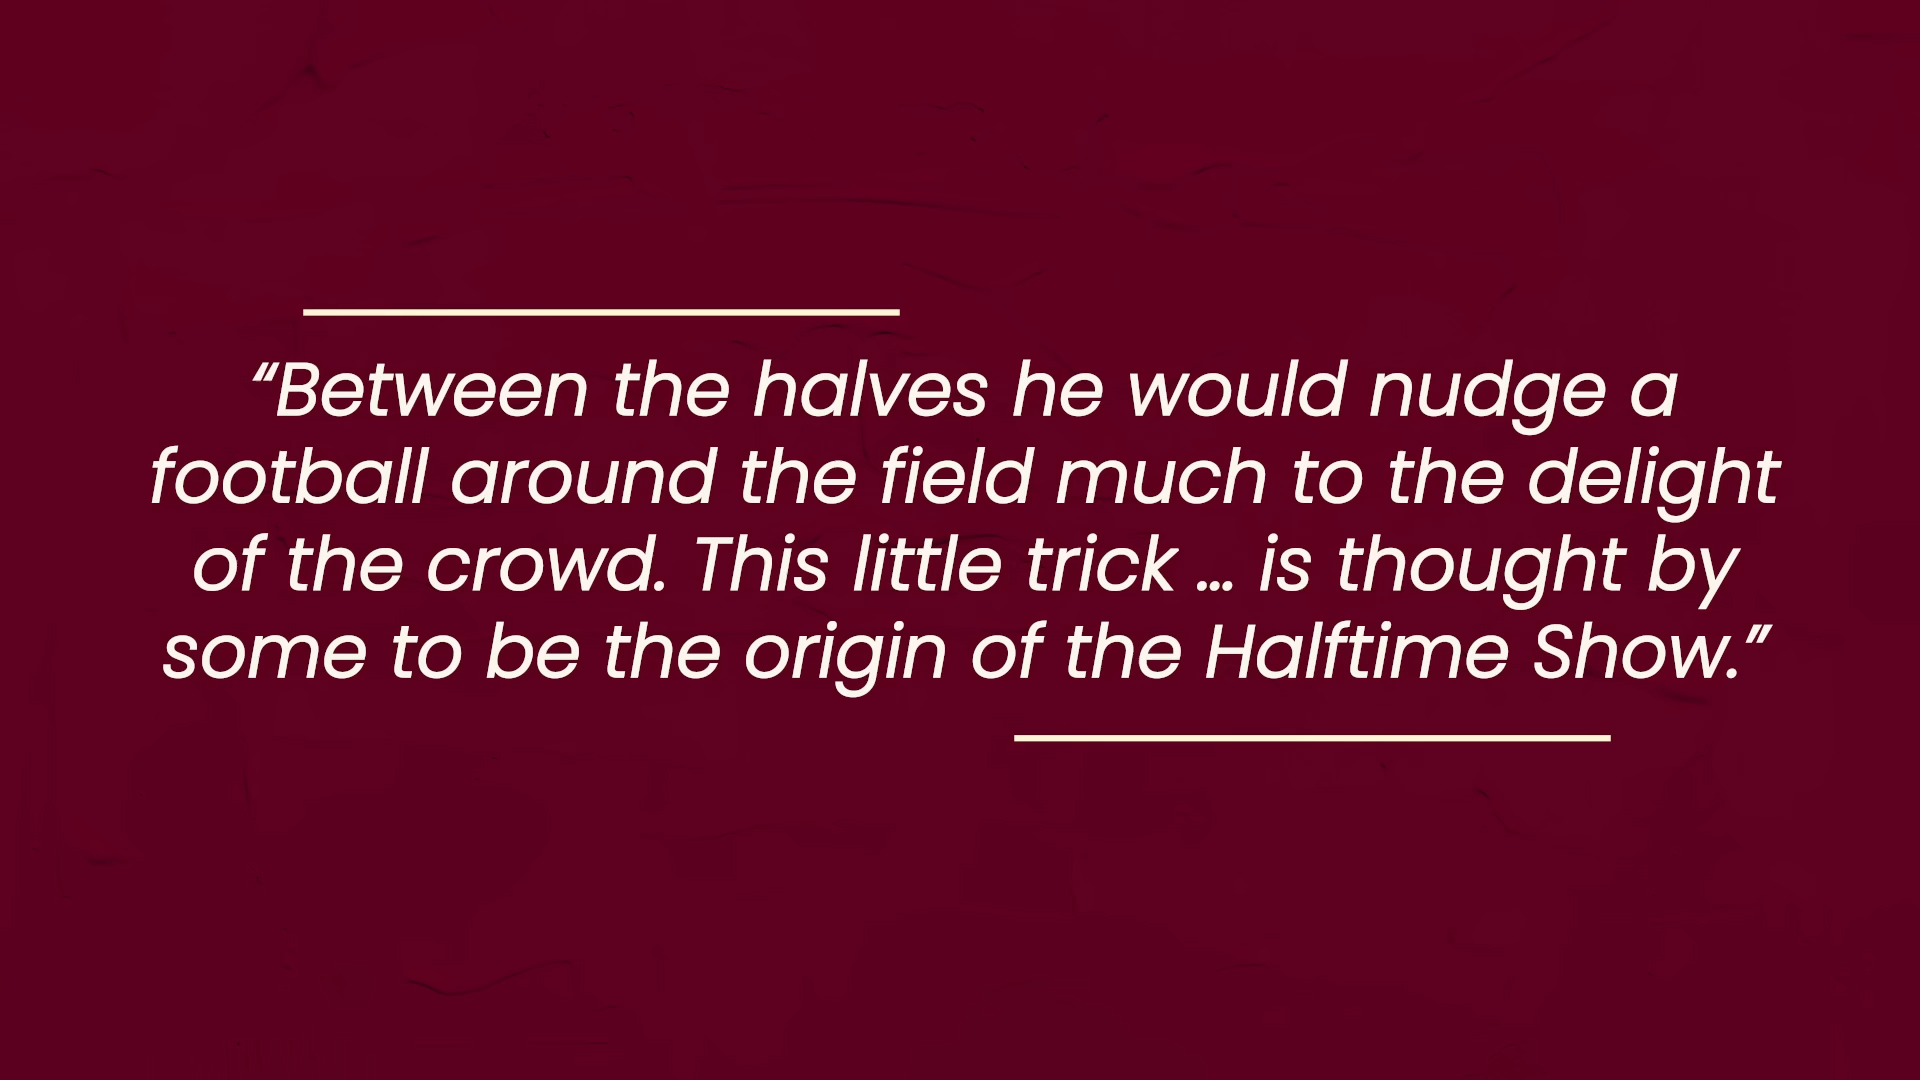 “Between the halves he would nudge a
football around the field much to the delight
of the crowd. This little trick ... is thought by
some to be the origin of the Halftime Show.”